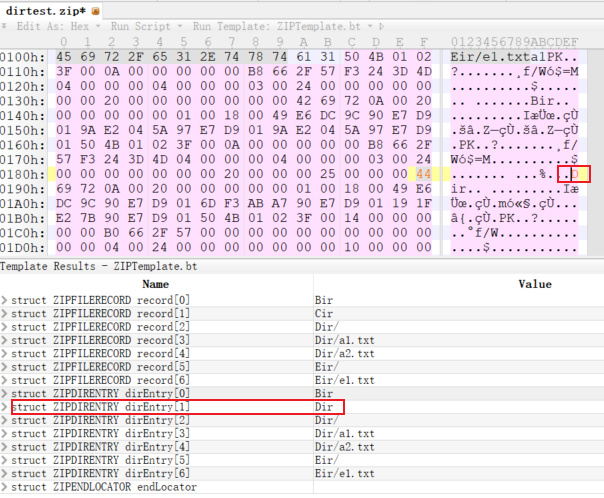 dirtest.zip*
Edit As: Hex Run Script Run Template: ZIPTemplate.bt
0 1 2 3 4 5 6 7 8 9 A B C D E F 0123456789ABCDEF
0100h: 45 69 72 2F 65 31 2E 74 78 74 61 31 50 4B 01 02 Eir/e1.txta1PK..
0110h: 3F 00 0A 00 00 00 00 00 B8 66 2F 57 F3 24 3D 4D ?.......¸f/Wó$=M
0120h: 04 00 00 00 04 00 00 00 03 00 24 00 00 00 00 00 ..........$.....
0130h: 00 00 20 00 00 00 00 00 00 00 42 69 72 0A 00 20 .. .......Bir..
0140h: 00 00 00 00 00 01 00 18 00 49 E6 DC 9C 90 E7 D9 .........IæÜœ.çÙ
0150h: 01 9A E2 04 5A 97 E7 D9 01 9A E2 04 5A 97 E7 D9 .šâ.Z—çÙ.šâ.Z—çÙ
0160h: 01 50 4B 01 02 3F 00 0A 00 00 00 00 00 B8 66 2F .PK..?.......¸f/
0170h: 57 F3 24 3D 4D 04 00 00 00 04 00 00 00 03 00 24 Wó$=M..........$
0180h: 00 00 00 00 00 00 00 20 00 00 00 25 00 00 00 44 ....... ...%...D
0190h: 69 72 0A 00 20 00 00 00 00 00 01 00 18 00 49 E6 ir.. .........Iæ
01A0h: DC 9C 90 E7 D9 01 6D F3 AB A7 90 E7 D9 01 19 1F Üœ.çÙ.mó«§.çÙ...
01B0h: E2 7B 90 E7 D9 01 50 4B 01 02 3F 00 14 00 00 00 â{.çÙ.PK..?.....
01C0h: 00 00 B0 66 2F 57 00 00 00 00 00 00 00 00 00 00 ..°f/W..........
01D0h: 00 00 04 00 24 00 00 00 00 00 00 00 10 00 00 00 ....$...........
Template Results - ZIPTemplate.bt
Name Value
struct ZIPFILERECORD record[0] Bir
struct ZIPFILERECORD record[1] Cir
struct ZIPFILERECORD record[2] Dir/
struct ZIPFILERECORD record[3] Dir/a1.txt
struct ZIPFILERECORD record[4] Dir/a2.txt
struct ZIPFILERECORD record[5] Eir/
struct ZIPFILERECORD record[6] Eir/e1.txt
struct ZIPDIRENTRY dirEntry[0] Bir
struct ZIPDIRENTRY dirEntry[1] Dir
struct ZIPDIRENTRY dirEntry[2] Dir/
struct ZIPDIRENTRY dirEntry[3] Dir/a1.txt
struct ZIPDIRENTRY dirEntry[4] Dir/a2.txt
struct ZIPDIRENTRY dirEntry[5] Eir/
struct ZIPDIRENTRY dirEntry[6] Eir/e1.txt
struct ZIPENDLOCATOR endLocator